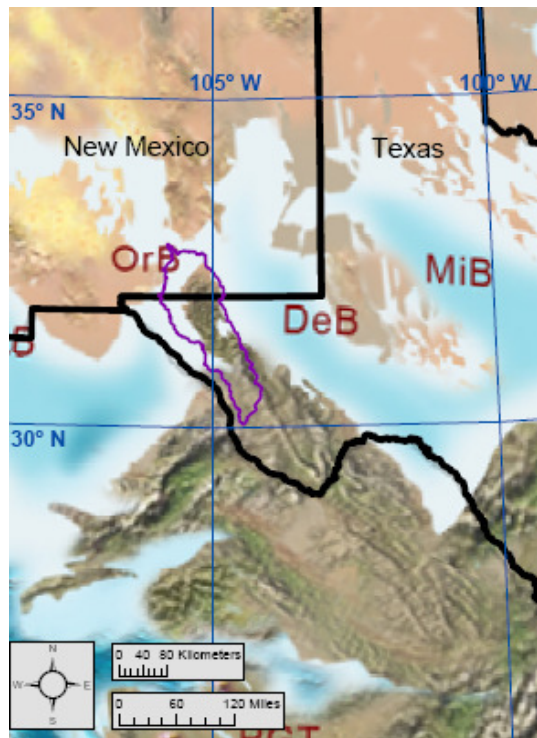 105° W
100° W
35° N
New Mexico
Texas
OrB
MiB
DeB
B
30° N
N
W
E
S
0 40 80 Kilometers
0 60 120 Miles